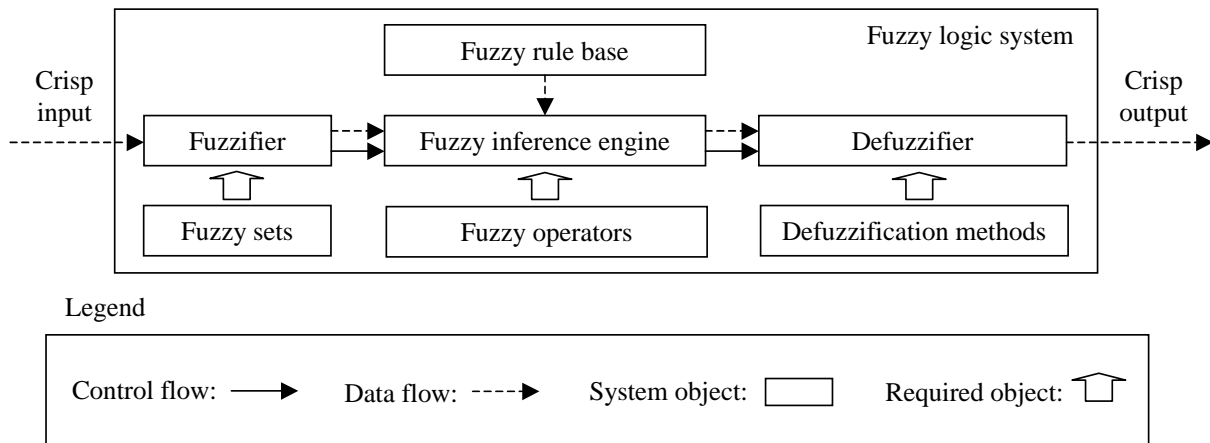 Fuzzy logic system
Fuzzy rule base
Crisp
input
Crisp
output
Fuzzifier
Fuzzy inference engine
Defuzzifier
Fuzzy sets
Fuzzy operators
Defuzzification methods
Legend
Control flow:
Data flow:
System object:
Required object: